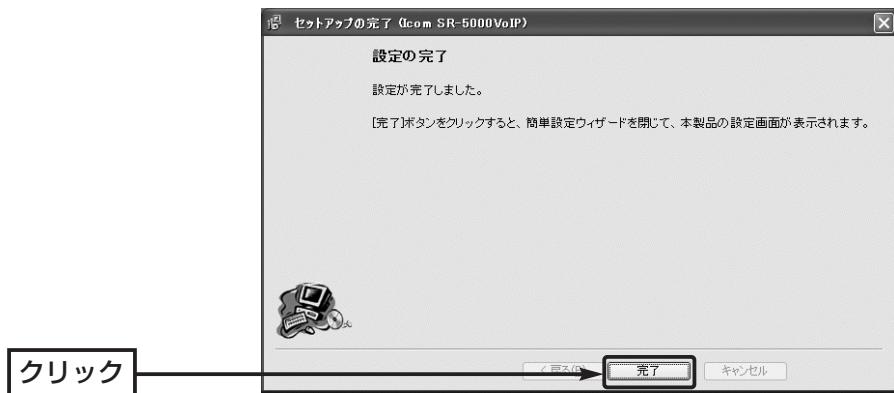 セットアップの完了 (Icom SR-5000VoIP)
設定の完了
設定が完了しました。
[完了]ボタンをクリックすると、簡単設定ウィザードを閉じて、本製品の設定画面が表示されます。
クリック
< 戻る(B) 完了 キャンセル